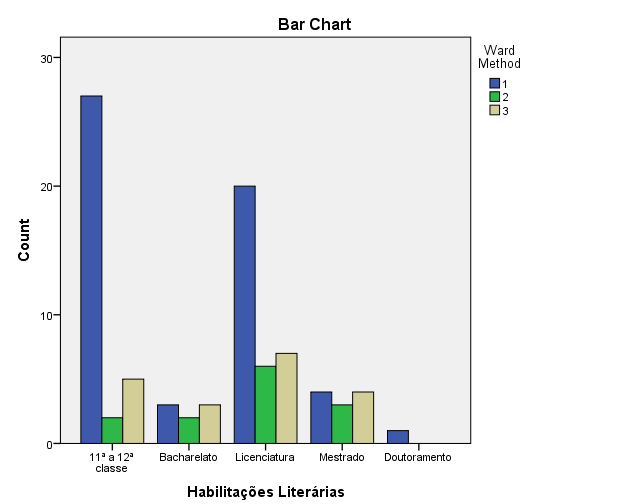 Bar Chart
Ward
Method
1
2
3
30
20
10
0
Count
11ª a 12ª
classe
Bacharelato
Licenciatura
Mestrado
Doutoramento
Habilitações Literárias